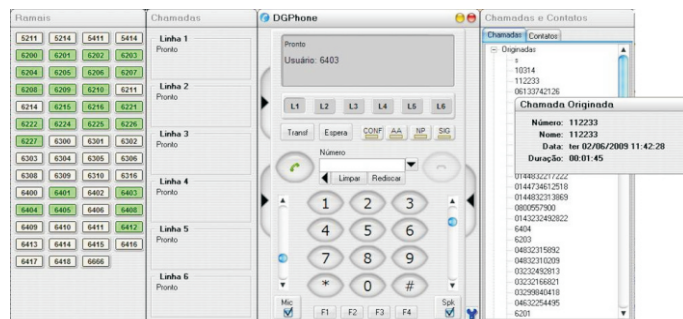 Ramais
5211 5214 5411 5414
6200 6201 6202 6203
6204 6205 6206 6207
6208 6209 6210 6211
6214 6215 6216 6221
6222 6224 6225 6226
6227 6300 6301 6302
6303 6304 6305 6306
6308 6309 6310 6316
6400 6401 6402 6403
6404 6405 6406 6408
6409 6410 6411 6412
6413 6414 6415 6416
6417 6418 6666
Chamadas
Linha 1
Pronto
Linha 2
Pronto
Linha 3
Pronto
Linha 4
Pronto
Linha 5
Pronto
Linha 6
Pronto
DGPhone
Pronto
Usuário: 6403
L1 L2 L3 L4 L5 L6
Transf Espera CONF AA NP SIG
Número
Limpar Rediscar
1 2 3
4 5 6
7 8 9
* 0 #
Mic F1 F2 F3 F4 Spk
Chamadas e Contatos
Chamadas Contatos
Originadas
s
10314
112233
06133742126
Chamada Originada
Número: 112233
Nome: 112233
Data: ter 02/06/2009 11:42:28
Duração: 00:01:45
0144832217222
0144734612518
0144832313869
0800557900
0143232492822
6404
6203
04832315892
04832310209
03232492813
03232166821
03299840418
04632254495
6201